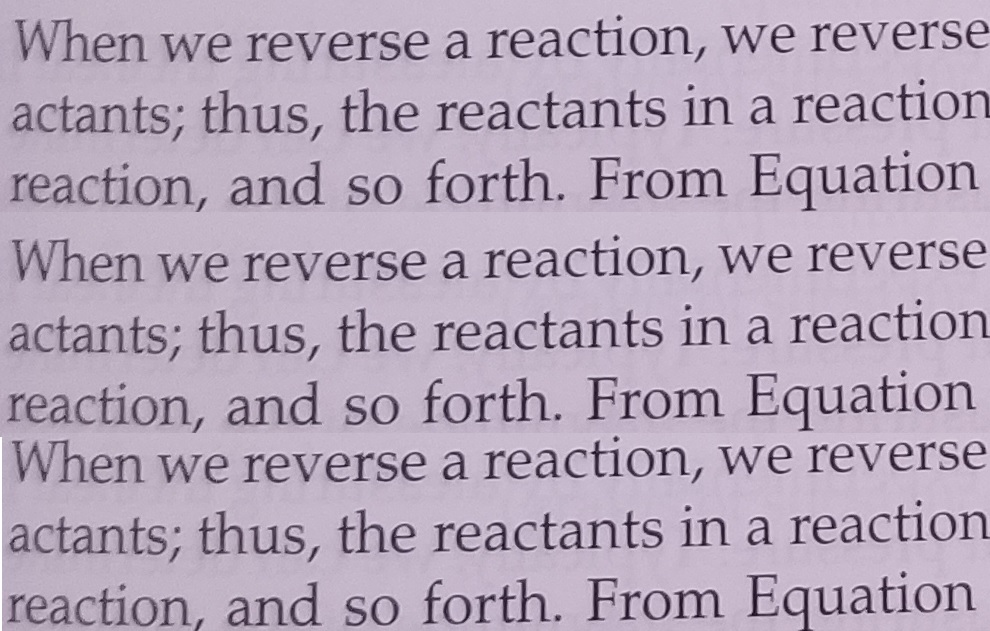 When we reverse a reaction, we reverse
actants; thus, the reactants in a reaction
reaction, and so forth. From Equation
When we reverse a reaction, we reverse
actants; thus, the reactants in a reaction
reaction, and so forth. From Equation
When we reverse a reaction, we reverse
actants; thus, the reactants in a reaction
reaction, and so forth. From Equation